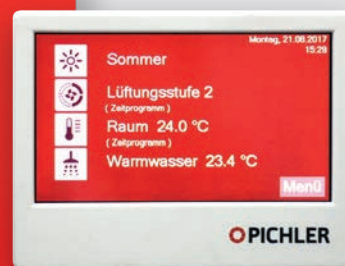 Montag, 21.08.2017
15:29
Sommer
Lüftungsstufe 2
( Zeitprogramm )
Raum 24.0 °C
( Zeitprogramm )
Warmwasser 23.4 °C
Menü
PICHLER